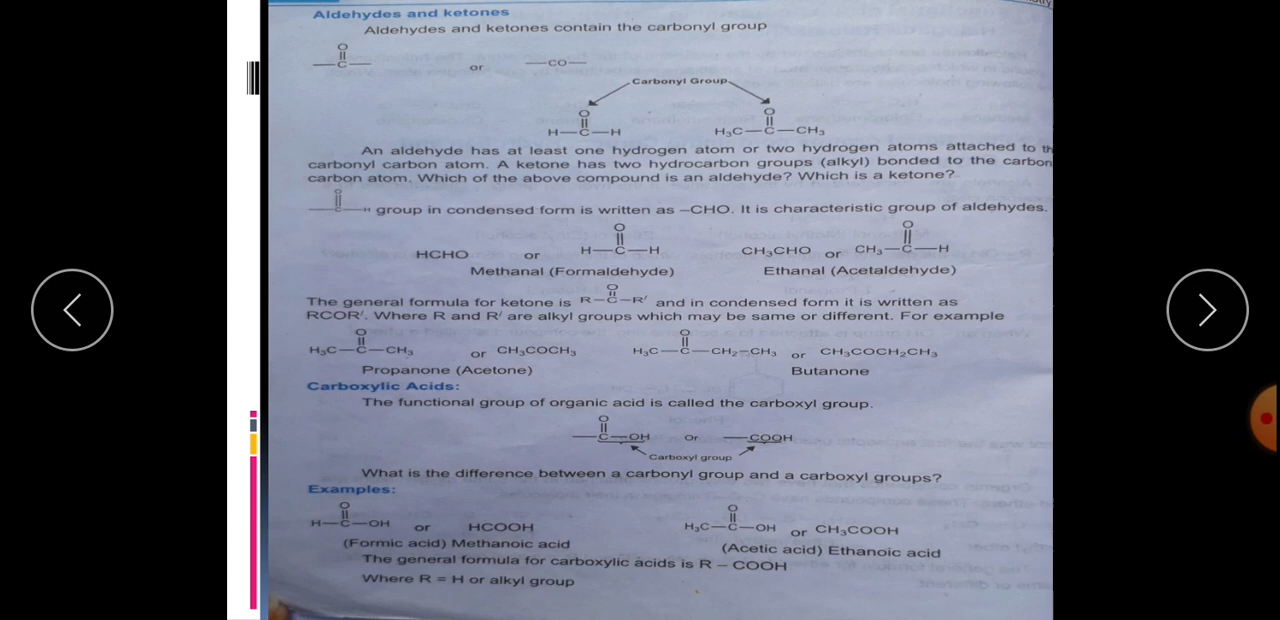 Aldehydes and ketones
Aldehydes and ketones contain the carbonyl group
O
||
—C— or —CO—
Carbonyl Group
O O
|| ||
H—C—H H₃C—C—CH₃
An aldehyde has at least one hydrogen atom or two hydrogen atoms attached to th
carbonyl carbon atom. A ketone has two hydrocarbon groups (alkyl) bonded to the carbon
carbon atom. Which of the above compound is an aldehyde? Which is a ketone?
O
||
—C—H group in condensed form is written as –CHO. It is characteristic group of aldehydes.
O O
|| ||
HCHO or H—C—H CH₃CHO or CH₃—C—H
Methanal (Formaldehyde) Ethanal (Acetaldehyde)
O
||
The general formula for ketone is R–C–R′ and in condensed form it is written as
RCOR′. Where R and R′ are alkyl groups which may be same or different. For example
O O
|| ||
H₃C—C—CH₃ or CH₃COCH₃ H₃C—C—CH₂–CH₃ or CH₃COCH₂CH₃
Propanone (Acetone) Butanone
Carboxylic Acids:
The functional group of organic acid is called the carboxyl group.
O
||
—C—OH Or —COOH
Carboxyl group
What is the difference between a carbonyl group and a carboxyl groups?
Examples:
O O
|| ||
H—C—OH or HCOOH H₃C—C—OH or CH₃COOH
(Formic acid) Methanoic acid (Acetic acid) Ethanoic acid
The general formula for carboxylic acids is R – COOH
Where R = H or alkyl group